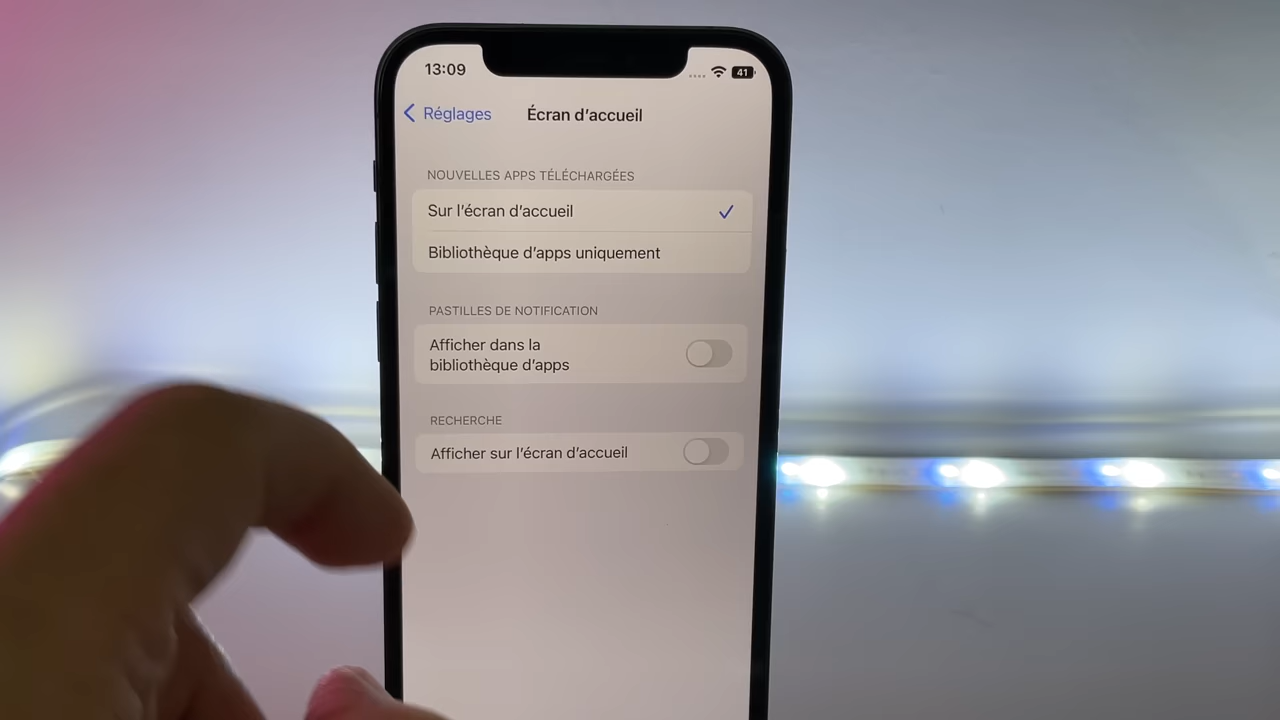 13:09
41
Réglages
Écran d'accueil
NOUVELLES APPS TÉLÉCHARGÉES
Sur l'écran d'accueil
Bibliothèque d'apps uniquement
PASTILLES DE NOTIFICATION
Afficher dans la
bibliothèque d'apps
RECHERCHE
Afficher sur l'écran d'accueil